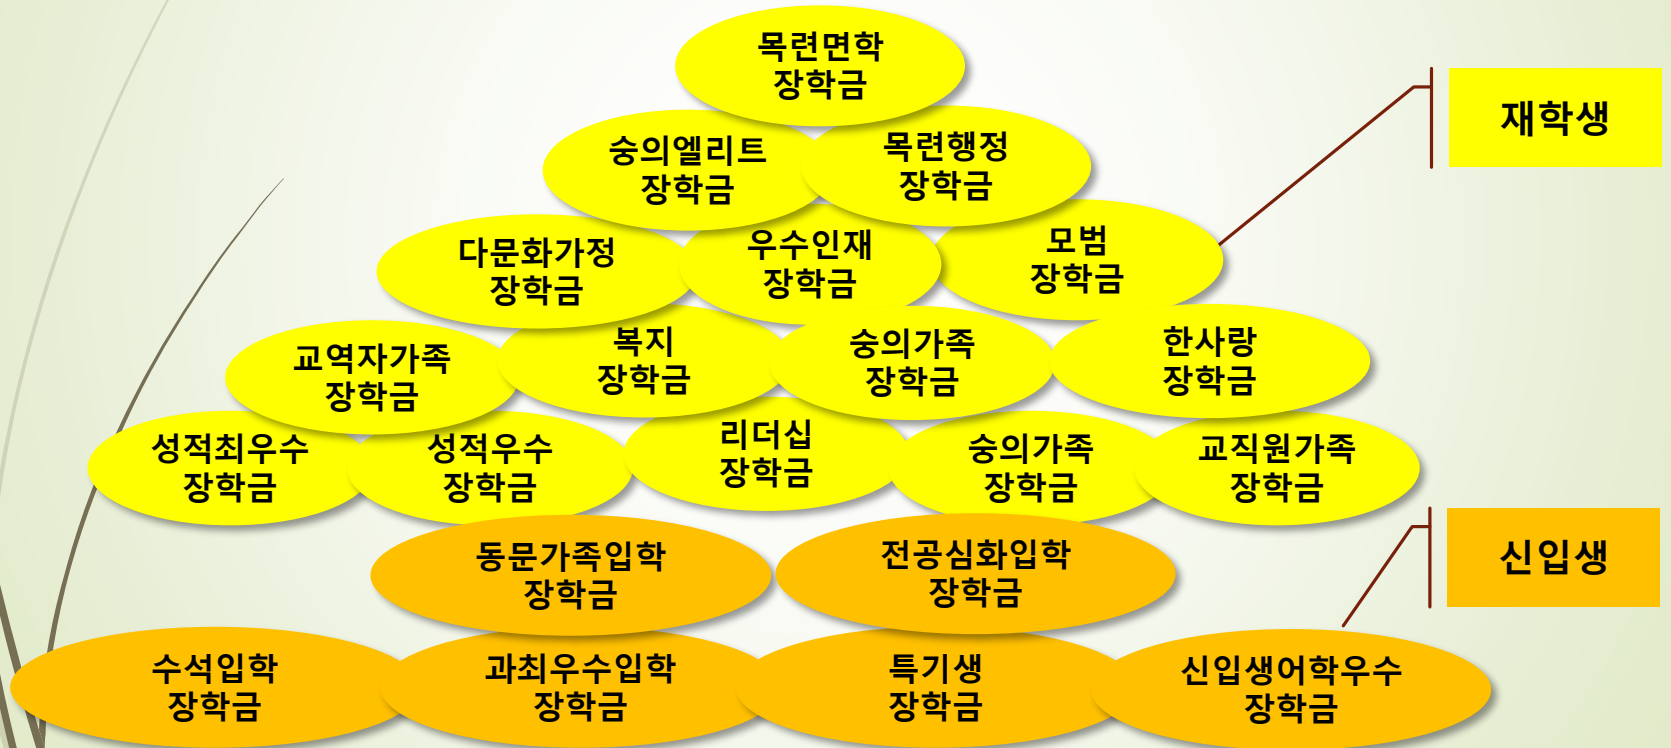 목련면학
장학금
숭의엘리트
장학금
목련행정
장학금
재학생
다문화가정
장학금
우수인재
장학금
모범
장학금
교역자가족
장학금
복지
장학금
숭의가족
장학금
한사랑
장학금
성적최우수
장학금
성적우수
장학금
리더십
장학금
숭의가족
장학금
교직원가족
장학금
동문가족입학
장학금
전공심화입학
장학금
신입생
수석입학
장학금
과최우수입학
장학금
특기생
장학금
신입생어학우수
장학금